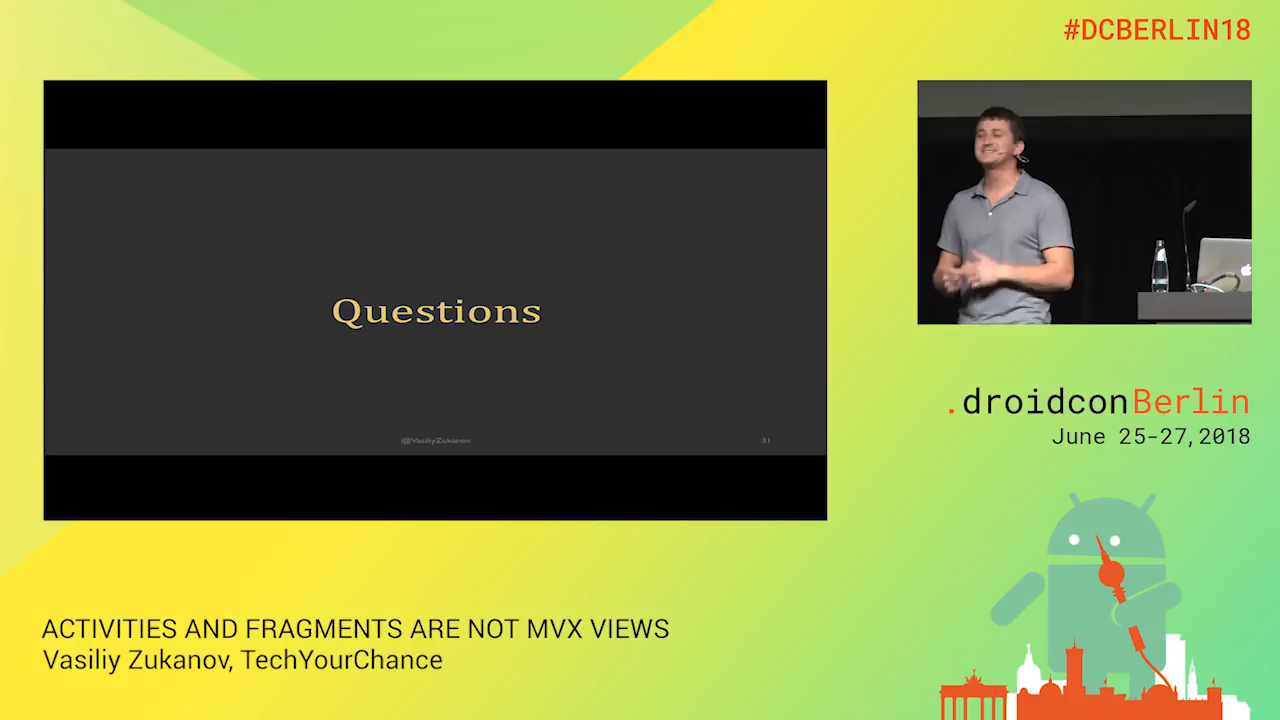 #DCBERLIN18
Questions
@VasiliyZukanov
31
.droidconBerlin
June 25-27,2018
ACTIVITIES AND FRAGMENTS ARE NOT MVX VIEWS
Vasiliy Zukanov, TechYourChance